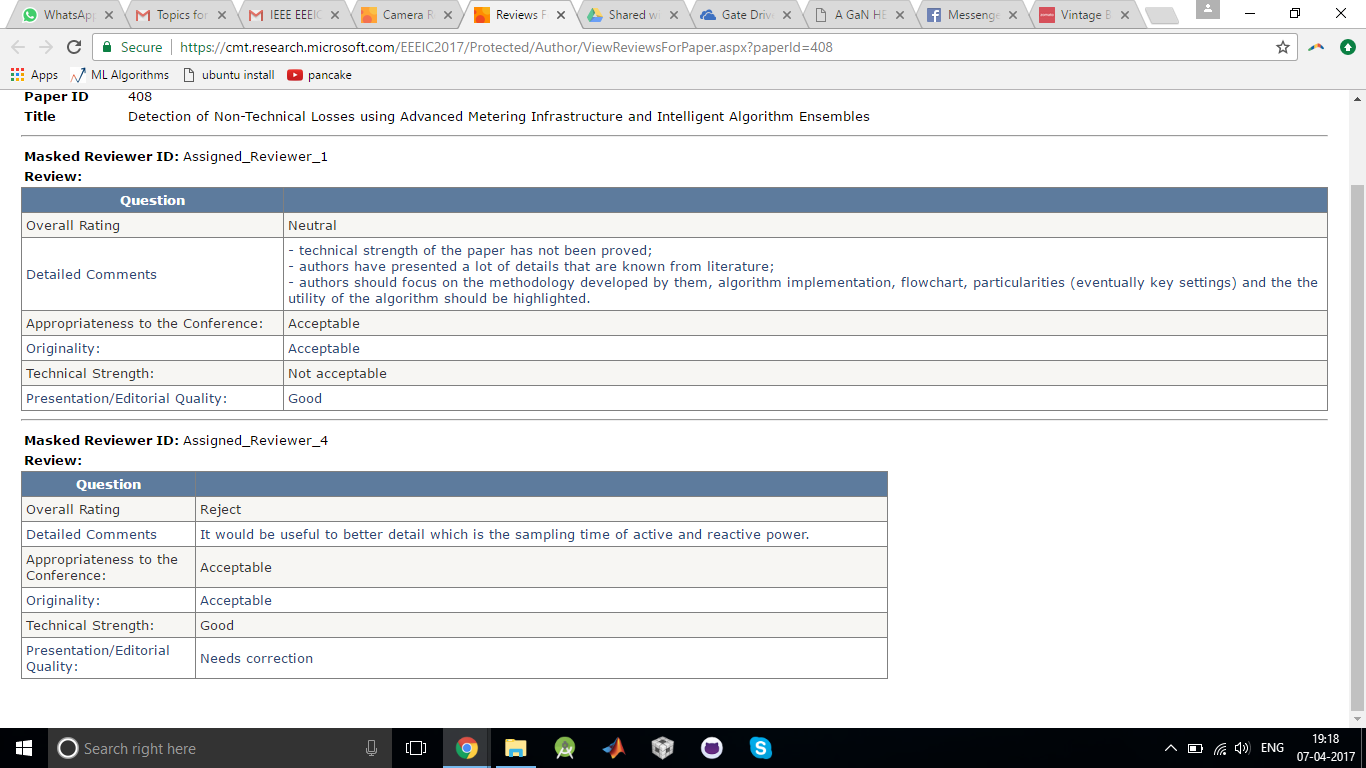 WhatsApp
Topics for
IEEE EEEIC
Camera R
Reviews F
Shared wi
Gate Driv
A GaN HE
Messenge
Vintage B
Secure
https://cmt.research.microsoft.com/EEEIC2017/Protected/Author/ViewReviewsForPaper.aspx?paperId=408
Apps
ML Algorithms
ubuntu install
pancake
Paper ID 408
Title Detection of Non-Technical Losses using Advanced Metering Infrastructure and Intelligent Algorithm Ensembles
Masked Reviewer ID: Assigned_Reviewer_1
Review:
Question
Overall Rating Neutral
Detailed Comments
- technical strength of the paper has not been proved;
- authors have presented a lot of details that are known from literature;
- authors should focus on the methodology developed by them, algorithm implementation, flowchart, particularities (eventually key settings) and the the
utility of the algorithm should be highlighted.
Appropriateness to the Conference: Acceptable
Originality: Acceptable
Technical Strength: Not acceptable
Presentation/Editorial Quality: Good
Masked Reviewer ID: Assigned_Reviewer_4
Review:
Question
Overall Rating Reject
Detailed Comments It would be useful to better detail which is the sampling time of active and reactive power.
Appropriateness to the
Conference:
Acceptable
Originality: Acceptable
Technical Strength: Good
Presentation/Editorial
Quality:
Needs correction
Search right here
ENG
19:18
07-04-2017